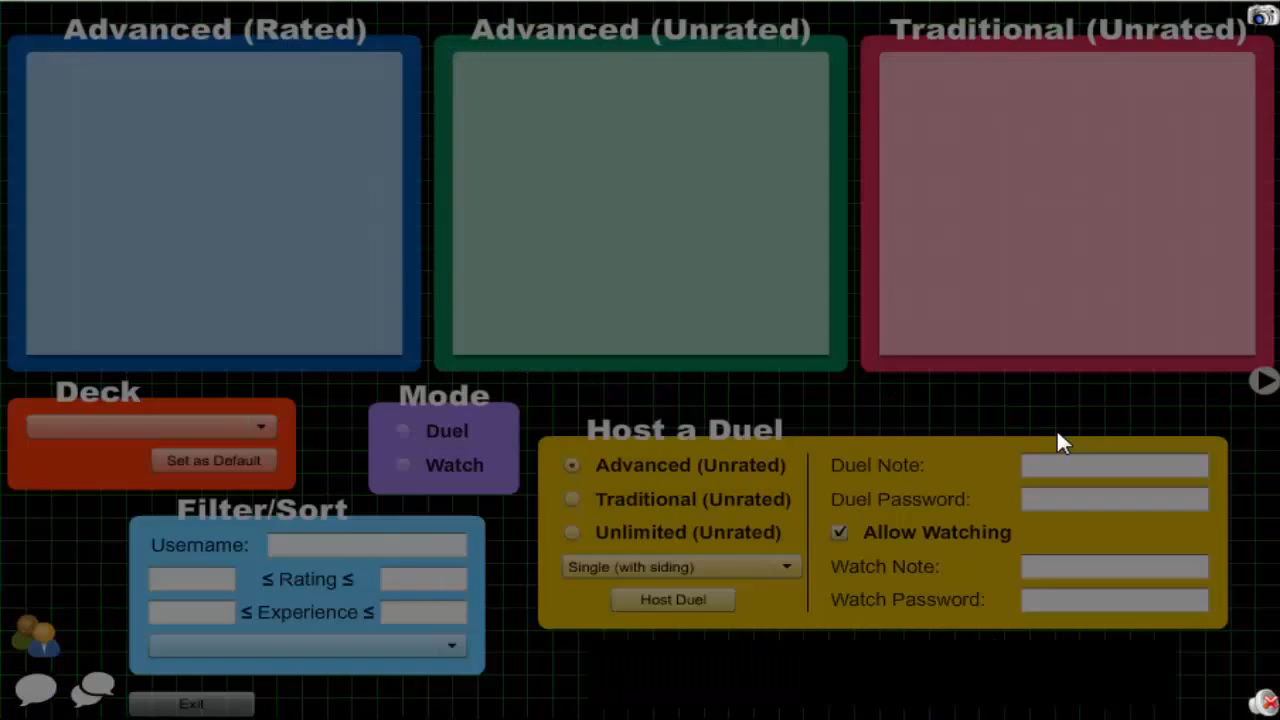 Advanced (Rated)
Advanced (Unrated)
Traditional (Unrated)
Deck
Set as Default
Mode
Duel
Watch
Filter/Sort
Username:
≤ Rating ≤
≤ Experience ≤
Exit
Host a Duel
Advanced (Unrated)
Traditional (Unrated)
Unlimited (Unrated)
Single (with siding)
Host Duel
Duel Note:
Duel Password:
Allow Watching
Watch Note:
Watch Password: